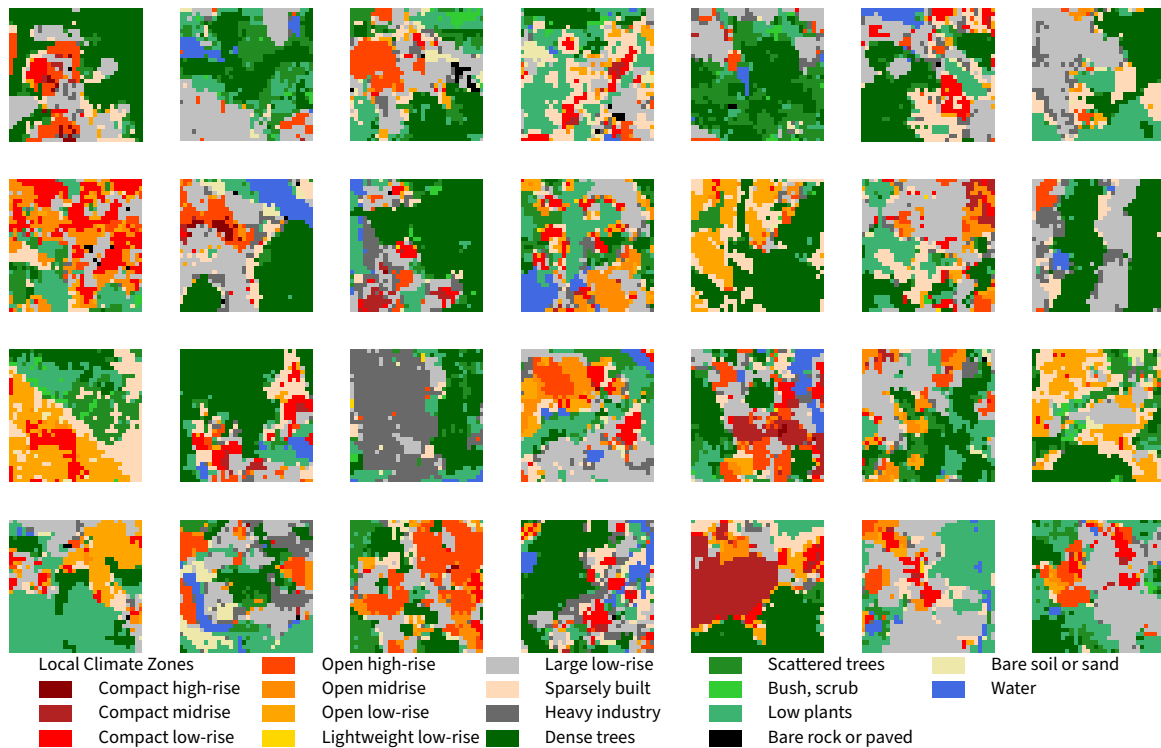 Local Climate Zones
Compact high-rise
Compact midrise
Compact low-rise
Open high-rise
Open midrise
Open low-rise
Lightweight low-rise
Large low-rise
Sparsely built
Heavy industry
Dense trees
Scattered trees
Bush, scrub
Low plants
Bare rock or paved
Bare soil or sand
Water